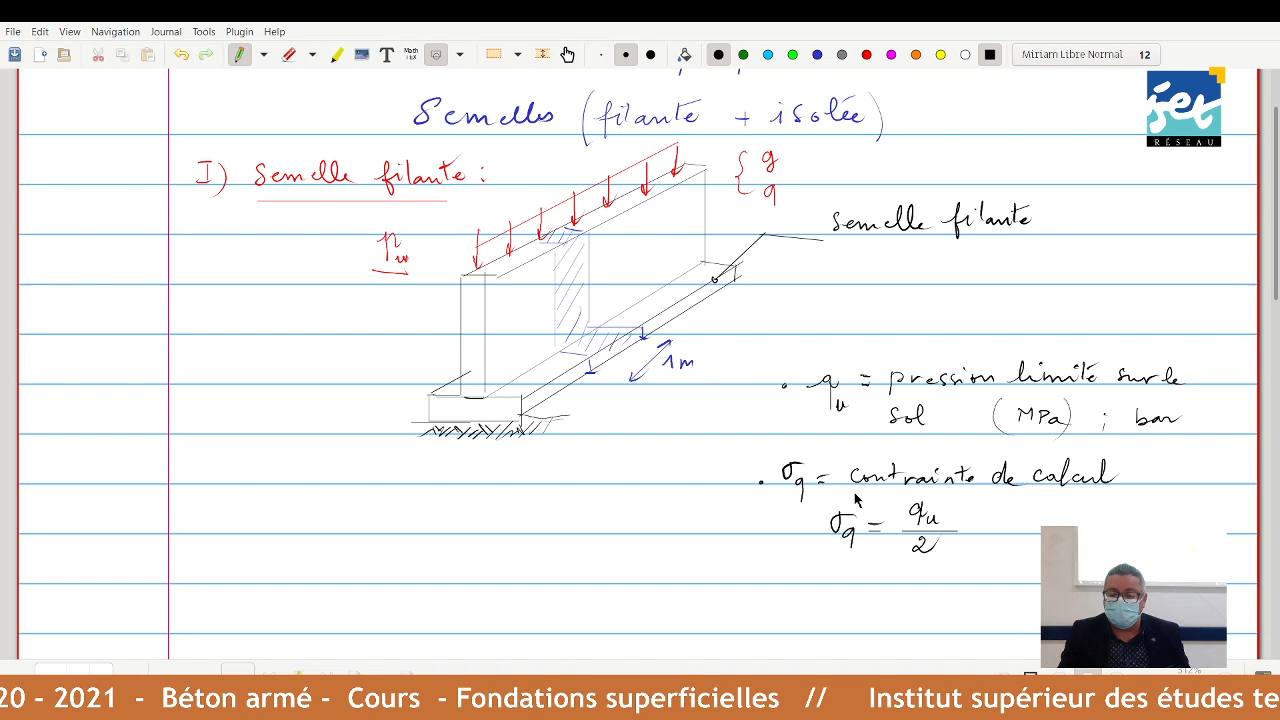 File Edit View Navigation Journal Tools Plugin Help
Miriam Libre Normal 12
Semelles (filante + isolée)
iset
RÉSEAU
I) Semelle filante :
{ g
q
Pu
semelle filante
1m
. qu = pression limite sur le
sol (MPa) ; bar
. σq = contrainte de calcul
σq = qu / 2
20 - 2021 - Béton armé - Cours - Fondations superficielles // Institut supérieur des études te